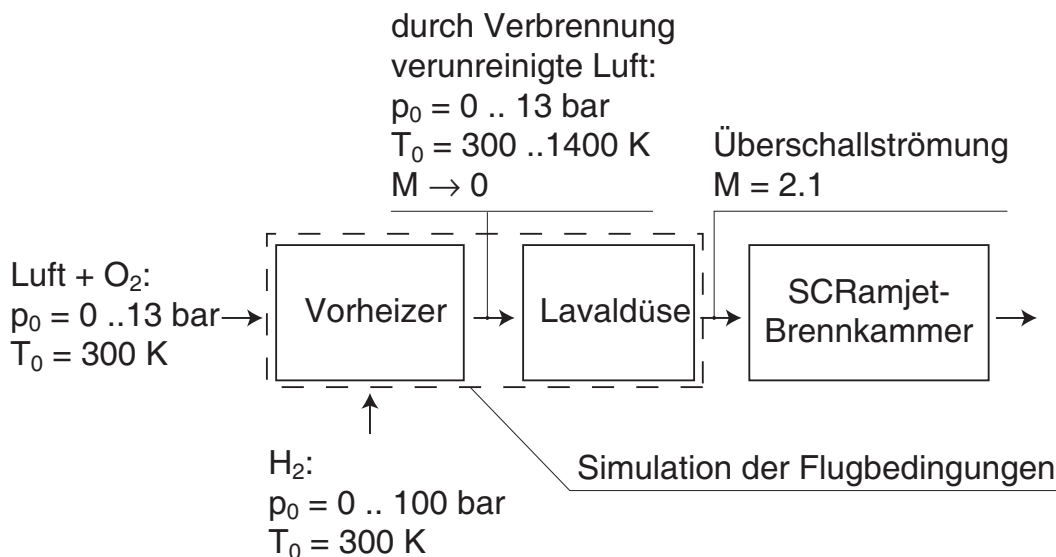 durch Verbrennung
verunreinigte Luft:
p₀ = 0 .. 13 bar
T₀ = 300 ..1400 K
M → 0
Überschallströmung
M = 2.1
Luft + O₂:
p₀ = 0 ..13 bar
T₀ = 300 K
Vorheizer
Lavaldüse
SCRamjet-
Brennkammer
H₂:
p₀ = 0 .. 100 bar
T₀ = 300 K
Simulation der Flugbedingungen